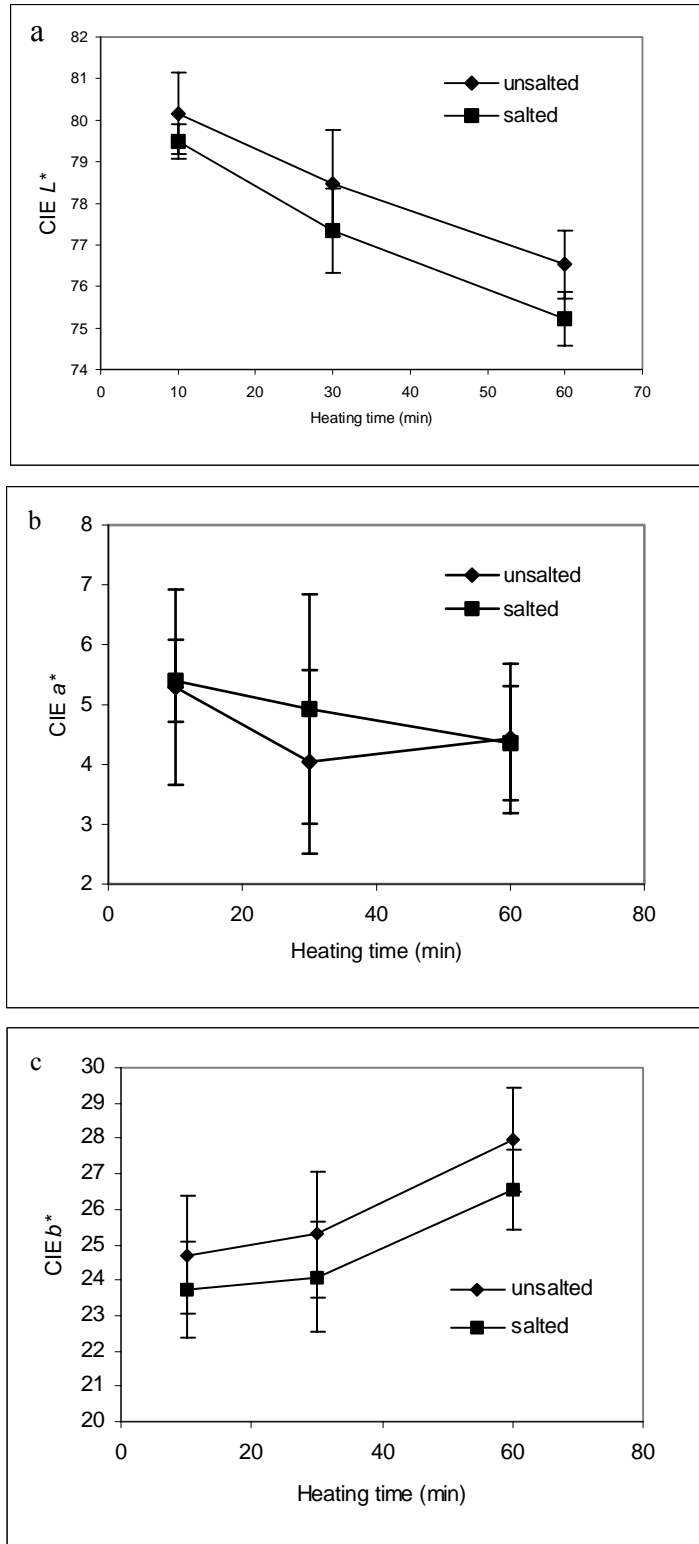 a
82
81
80
79
78
77
76
75
74
CIE L*
unsalted
salted
0 10 20 30 40 50 60 70
Heating time (min)
b
8
7
6
5
4
3
2
CIE a*
unsalted
salted
0 20 40 60 80
Heating time (min)
c
30
29
28
27
26
25
24
23
22
21
20
CIE b*
unsalted
salted
0 20 40 60 80
Heating time (min)